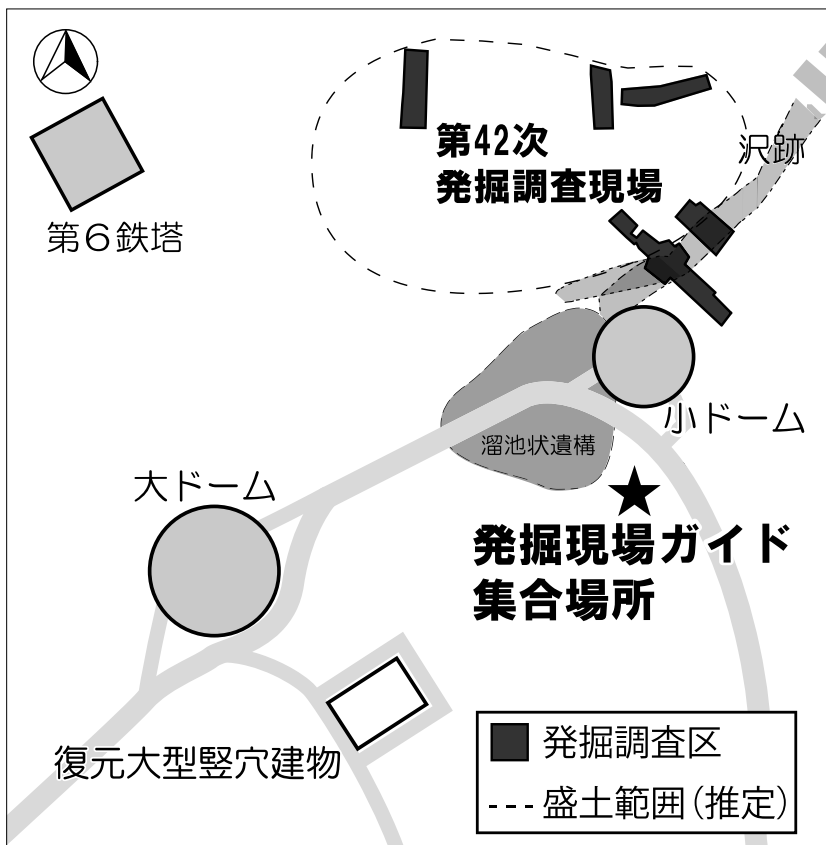 第42次
発掘調査現場
沢跡
第６鉄塔
小ドーム
溜池状遺構
大ドーム
発掘現場ガイド
集合場所
復元大型竪穴建物
発掘調査区
盛土範囲(推定)